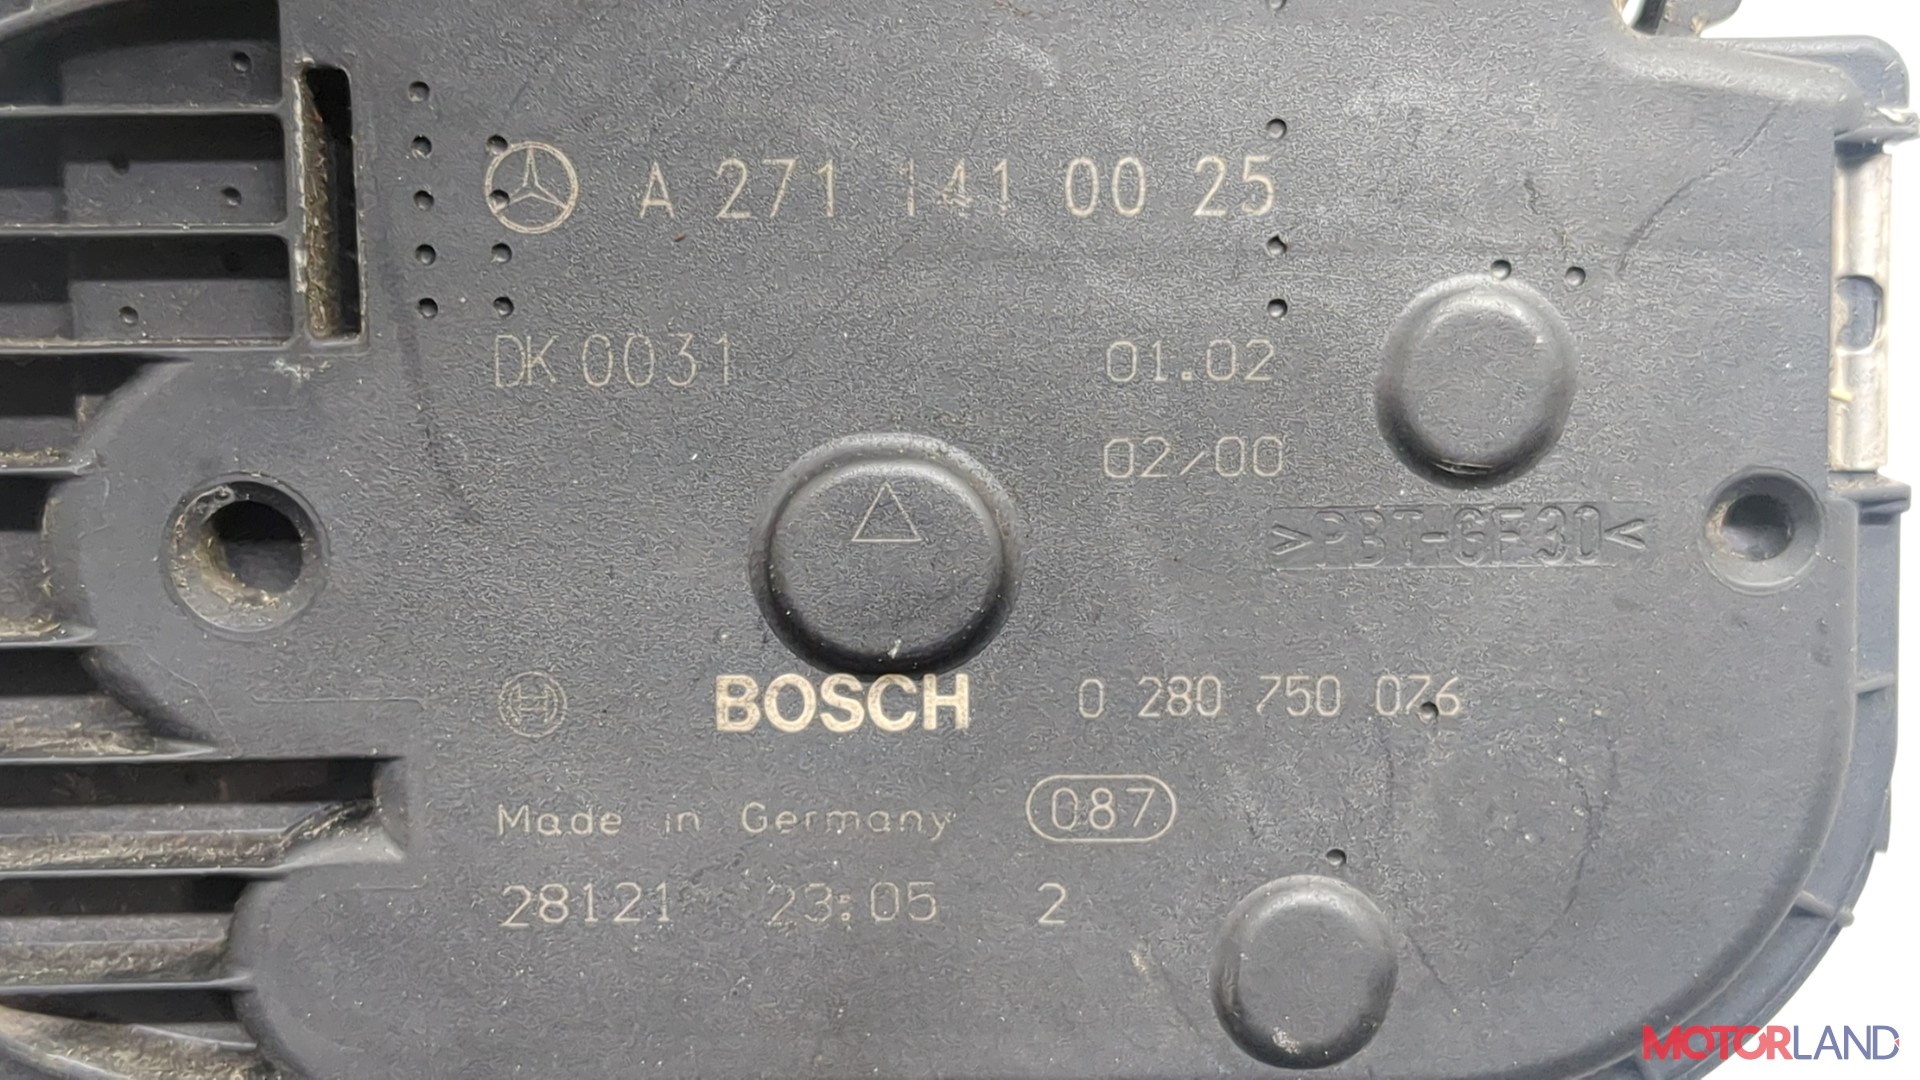 A 271 141 00 25
DK 0031 01.02
02/00
>PBT-GF30<
BOSCH 0 280 750 076
Made in Germany 087
28121 23:05 2
MOTORLAND